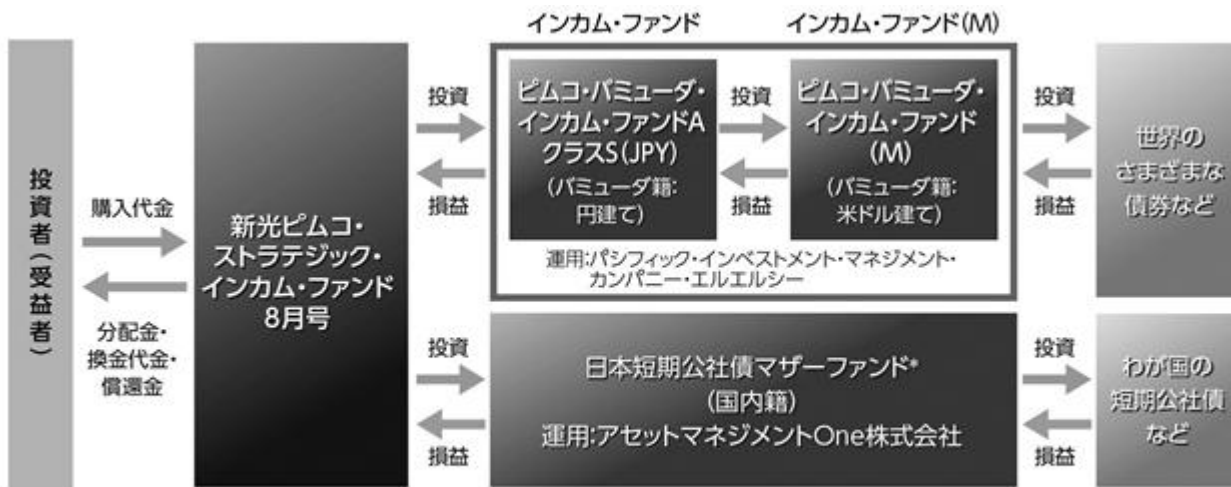 投資者（受益者）
購入代金
分配金・
換金代金・
償還金
新光ピムコ・
ストラテジック・
インカム・ファンド
8月号
投資
損益
投資
損益
インカム・ファンド
インカム・ファンド(M)
ピムコ・バミューダ・
インカム・ファンドA
クラスS(JPY)
(バミューダ籍:
円建て)
投資
損益
ピムコ・バミューダ・
インカム・ファンド
(M)
(バミューダ籍:
米ドル建て)
運用:パシフィック・インベストメント・マネジメント・
カンパニー・エルエルシー
投資
損益
世界の
さまざまな
債券など
日本短期公社債マザーファンド*
(国内籍)
運用:アセットマネジメントOne株式会社
投資
損益
わが国の
短期公社債
など